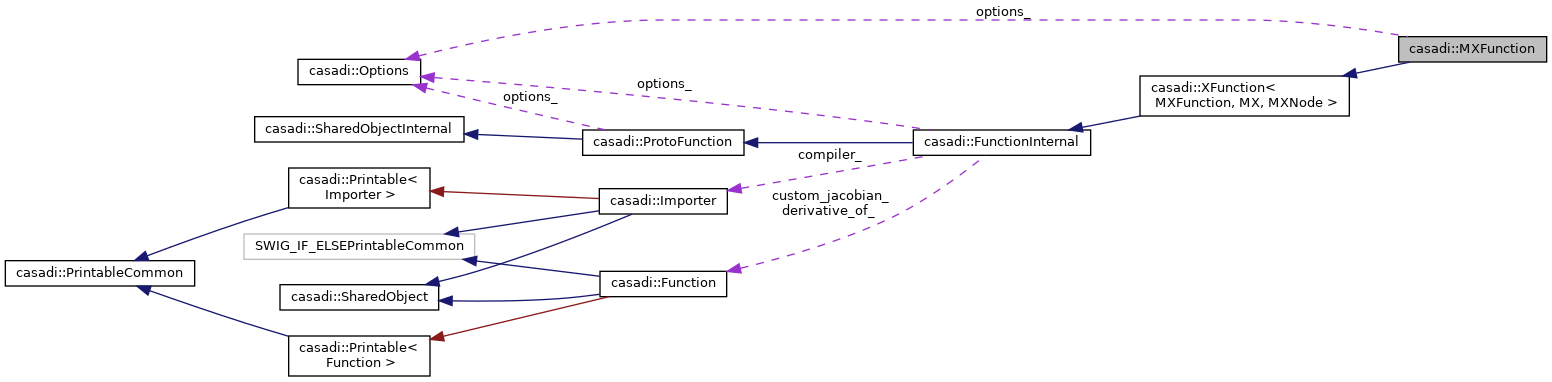 options_
casadi::MXFunction
casadi::Options
options_
casadi::XFunction<
MXFunction, MX, MXNode >
options_
casadi::SharedObjectInternal
casadi::ProtoFunction
casadi::FunctionInternal
compiler_
casadi::Printable<
Importer >
casadi::Importer
custom_jacobian_
derivative_of_
SWIG_IF_ELSEPrintableCommon
casadi::PrintableCommon
casadi::Function
casadi::SharedObject
casadi::Printable<
Function >